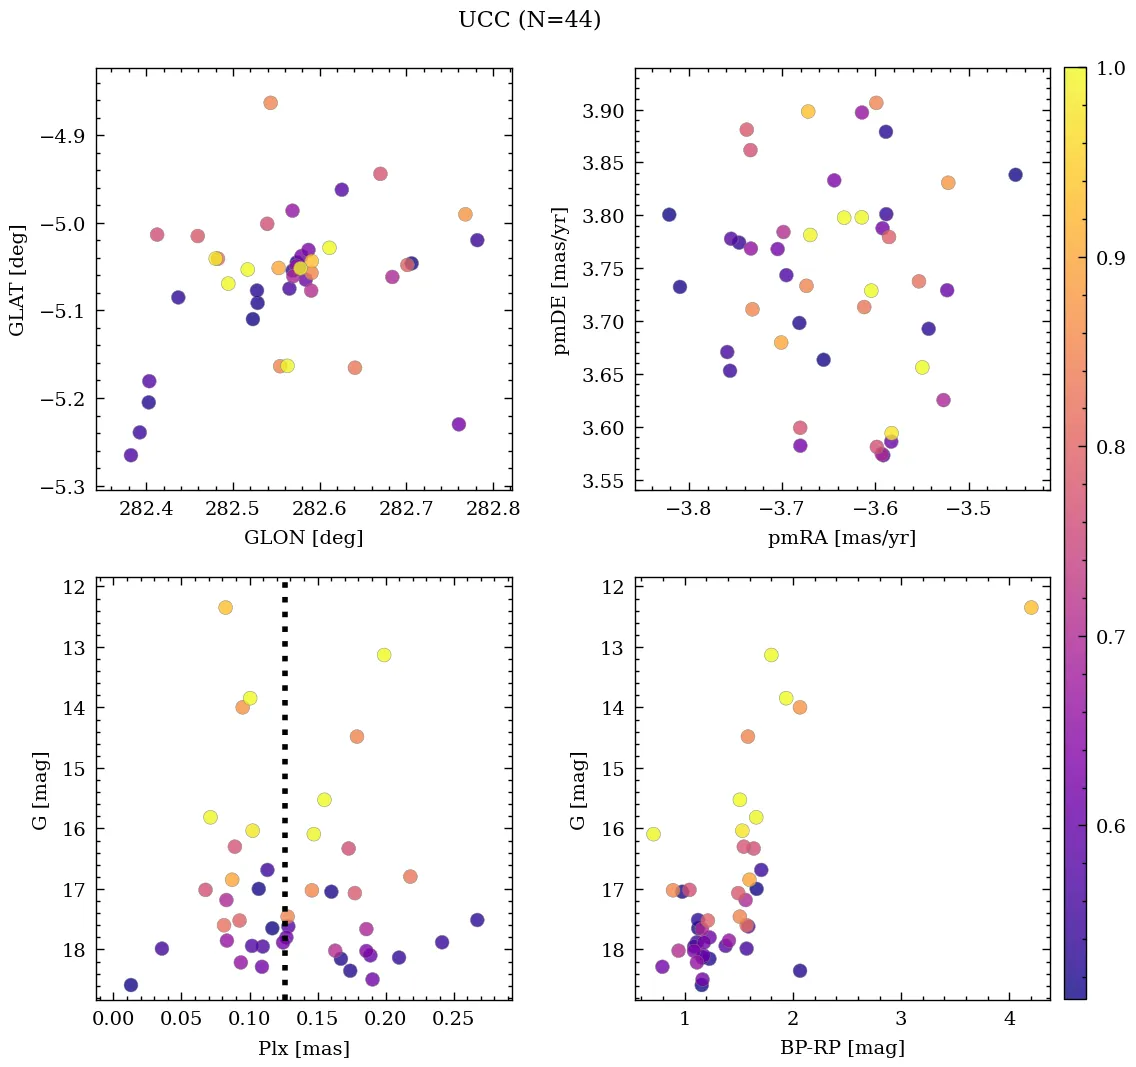 UCC (N=44)
−4.9
−5.0
−5.1
−5.2
−5.3
GLAT [deg]
282.4 282.5 282.6 282.7 282.8
GLON [deg]
3.90
3.85
3.80
3.75
3.70
3.65
3.60
3.55
pmDE [mas/yr]
−3.8 −3.7 −3.6 −3.5
pmRA [mas/yr]
1.0
0.9
0.8
0.7
0.6
12
13
14
15
16
17
18
G [mag]
0.00 0.05 0.10 0.15 0.20 0.25
Plx [mas]
12
13
14
15
16
17
18
G [mag]
1 2 3 4
BP-RP [mag]